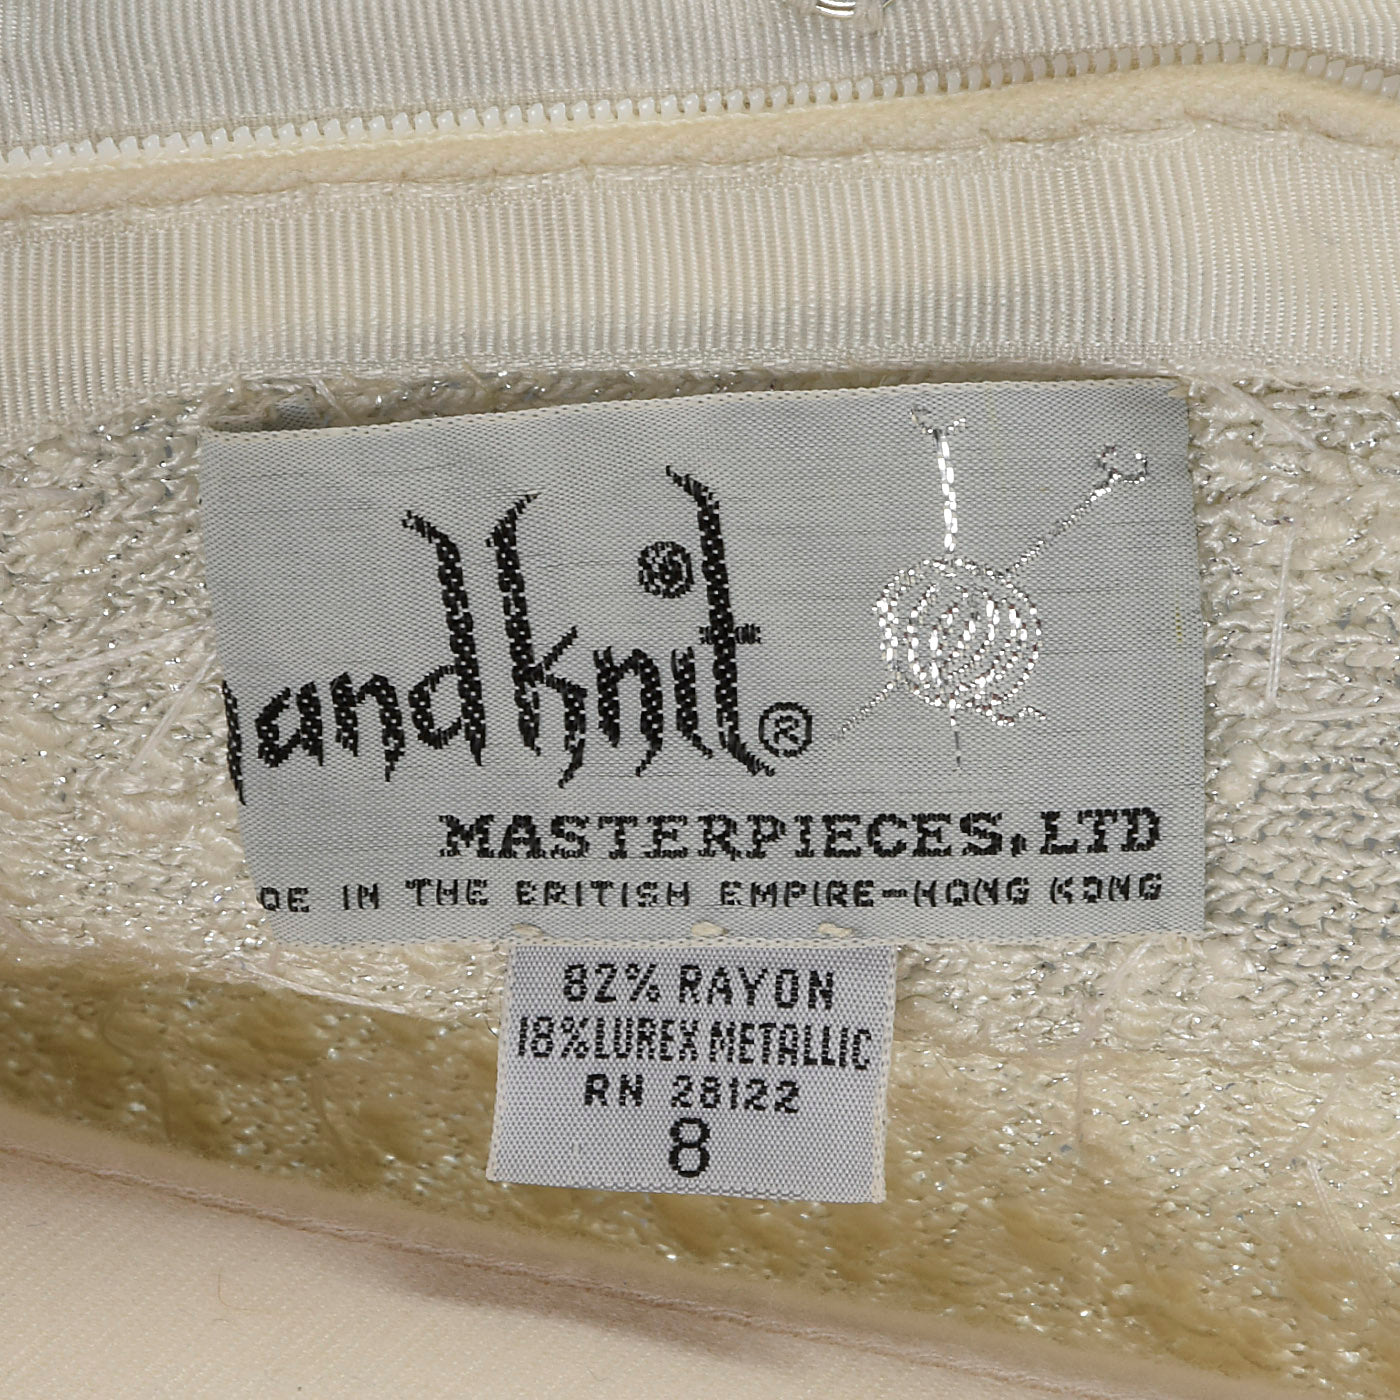 andknit®
MASTERPIECES, LTD
DE IN THE BRITISH EMPIRE-HONG KONG
82% RAYON
18% LUREX METALLIC
RN 28122
8